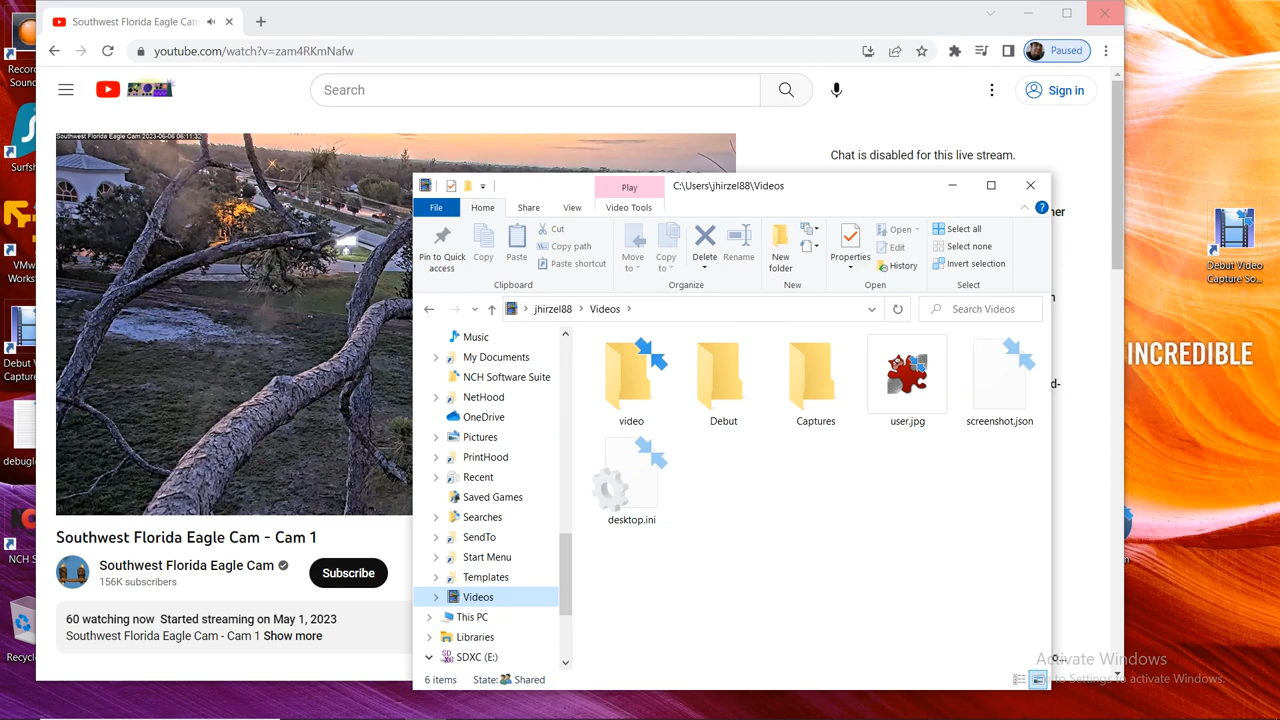 Southwest Florida Eagle Cam
youtube.com/watch?v=zam4RKmNafw
Paused
Search
Sign in
Southwest Florida Eagle Cam 2023-06-06 06:11:32
Chat is disabled for this live stream.
Play
C:\Users\jhirzel88\Videos
File
Home
Share
View
Video Tools
Pin to Quick access
Copy
Paste
Cut
Copy path
Paste shortcut
Clipboard
Move to
Copy to
Delete
Rename
Organize
New folder
New
Properties
Open
Edit
History
Open
Select all
Select none
Invert selection
Select
jhirzel88
Videos
Search Videos
Music
My Documents
NCH Software Suite
NetHood
OneDrive
Pictures
PrintHood
Recent
Saved Games
Searches
SendTo
Start Menu
Templates
Videos
This PC
Libraries
SDXC (E:)
video
Debut
Captures
user.jpg
screenshot.json
desktop.ini
6 items
State:
Shared
Southwest Florida Eagle Cam - Cam 1
Southwest Florida Eagle Cam
156K subscribers
Subscribe
60 watching now Started streaming on May 1, 2023
Southwest Florida Eagle Cam - Cam 1 Show more
Debut Video
Capture So...
INCREDIBLE
Activate Windows
Go to Settings to activate Windows.
Debut V
Capture
NCH S
Recycle